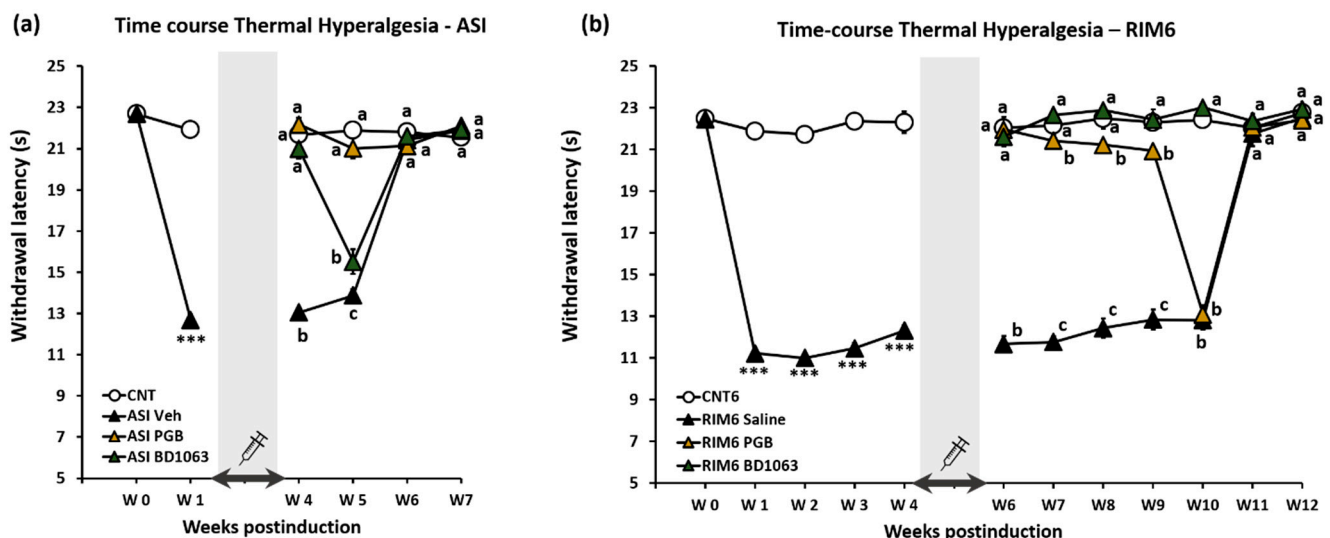 (a)
Time course Thermal Hyperalgesia - ASI
Withdrawal latency (s)
25
23
21
19
17
15
13
11
9
7
5
***
a
a
a
b
a
a
b
c
a
a
a
a
CNT
ASI Veh
ASI PGB
ASI BD1063
W 0
W 1
W 4
W 5
W6
W7
Weeks postinduction
(b)
Time-course Thermal Hyperalgesia – RIM6
Withdrawal latency (s)
25
23
21
19
17
15
13
11
9
7
5
***
***
***
***
a
a
b
a
a
b
c
a
a
b
c
a
b
c
a
b
b
a
a
a
a
a
a
CNT6
RIM6 Saline
RIM6 PGB
RIM6 BD1063
W 0
W 1
W 2
W 3
W 4
W6
W7
W8
W9
W10
W11
W12
Weeks postinduction